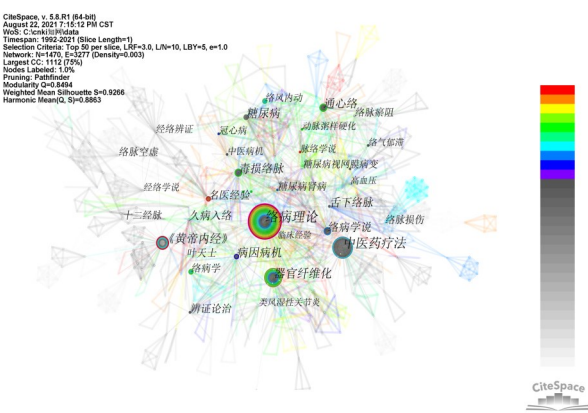 CiteSpace, v. 5.8.R1 (64-bit)
August 22, 2021 7:15:12 PM CST
WoS: C:\cnki知网\data
Timespan: 1992-2021 (Slice Length=1)
Selection Criteria: Top 50 per slice, LRF=3.0, L/N=10, LBY=5, e=1.0
Network: N=1470, E=3277 (Density=0.003)
Largest CC: 1112 (75%)
Nodes Labeled: 1.0%
Pruning: Pathfinder
Modularity Q=0.8494
Weighted Mean Silhouette S=0.9266
Harmonic Mean(Q, S)=0.8863
络风内动
通心络
糖尿病
络脉瘀阻
经络辨证
冠心病
动脉粥样硬化
络气郁滞
络脉空虚
中医病机
脉络学说
糖尿病视网膜病变
毒损络脉
经络学说
糖尿病肾病
高血压
名医经验
舌下络脉
十二经脉
久病入络
络病理论
络脉损伤
临床经验
络病学说
《黄帝内经》
中医药疗法
叶天士
病因病机
络病学
器官纤维化
类风湿性关节炎
辨证论治
CiteSpace